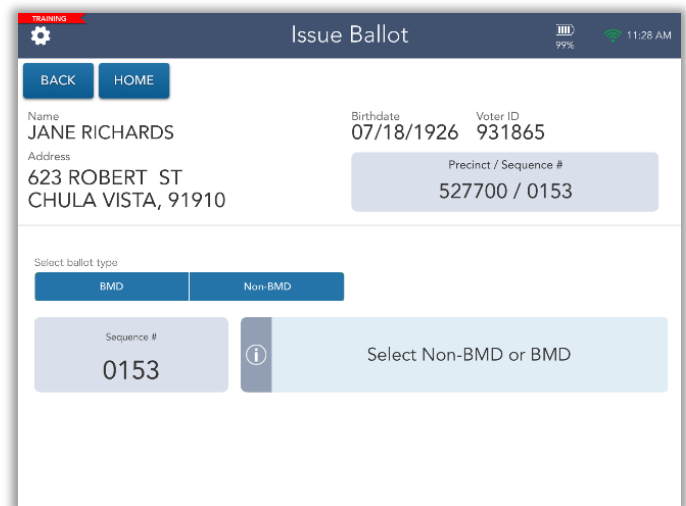 TRAINING
Issue Ballot
99%
11:28 AM
BACK
HOME
Name
JANE RICHARDS
Birthdate
07/18/1926
Voter ID
931865
Address
623 ROBERT ST
CHULA VISTA, 91910
Precinct / Sequence #
527700 / 0153
Select ballot type
BMD
Non-BMD
Sequence #
0153
Select Non-BMD or BMD